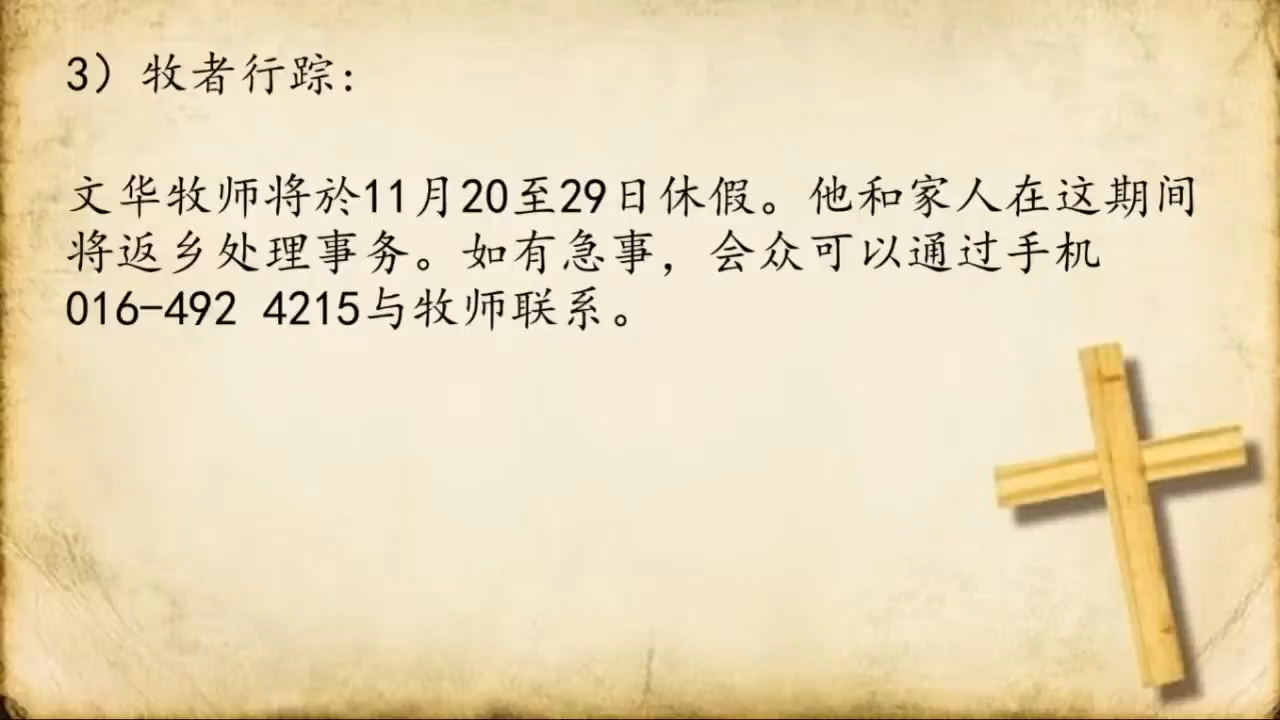 3）牧者行踪：
文华牧师将於11月20至29日休假。他和家人在这期间
将返乡处理事务。如有急事，会众可以通过手机
016-492 4215与牧师联系。